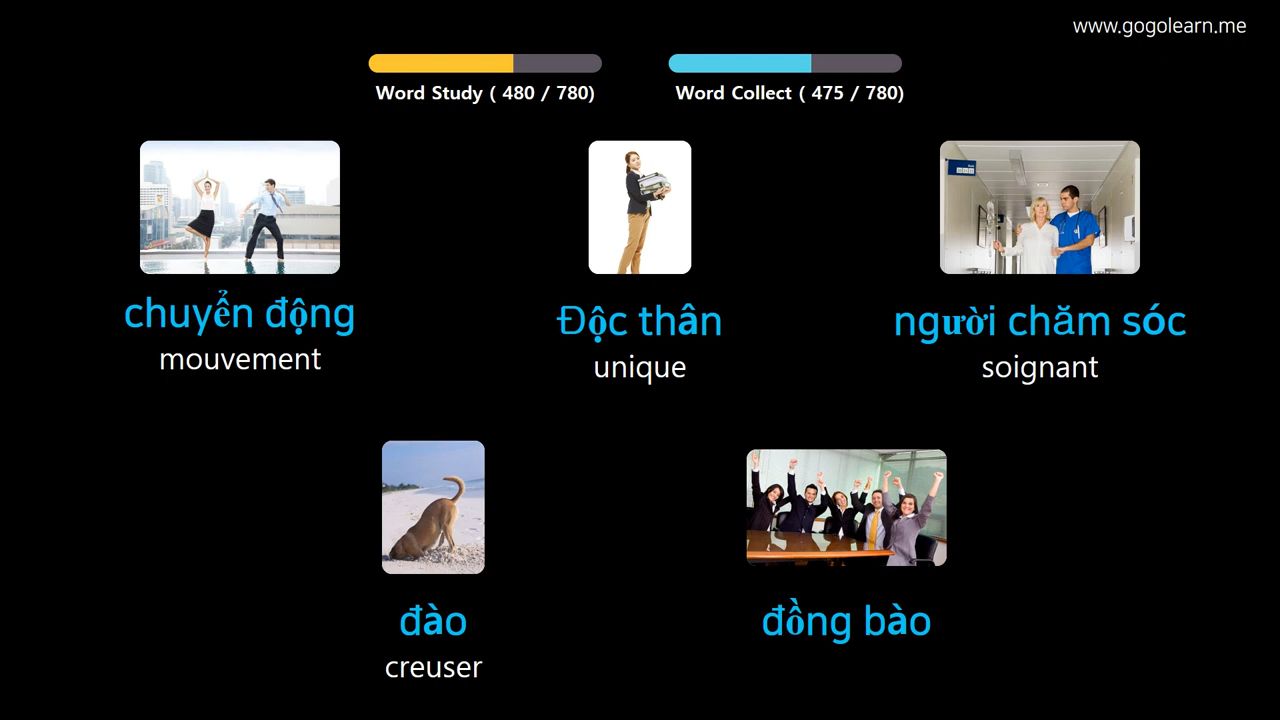 www.gogolearn.me
Word Study ( 480 / 780)
Word Collect ( 475 / 780)
chuyển động
mouvement
Độc thân
unique
người chăm sóc
soignant
đào
creuser
đồng bào